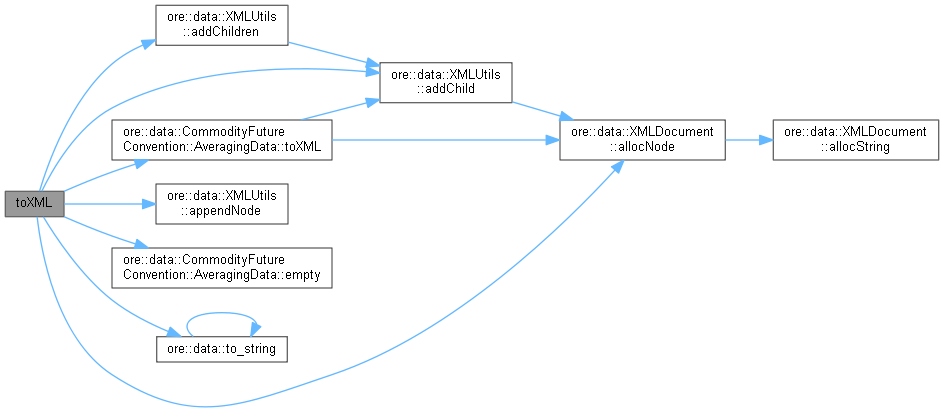 ore::data::XMLUtils
::addChildren
ore::data::XMLUtils
::addChild
ore::data::CommodityFuture
Convention::AveragingData::toXML
ore::data::XMLDocument
::allocNode
ore::data::XMLDocument
::allocString
toXML
ore::data::XMLUtils
::appendNode
ore::data::CommodityFuture
Convention::AveragingData::empty
ore::data::to_string